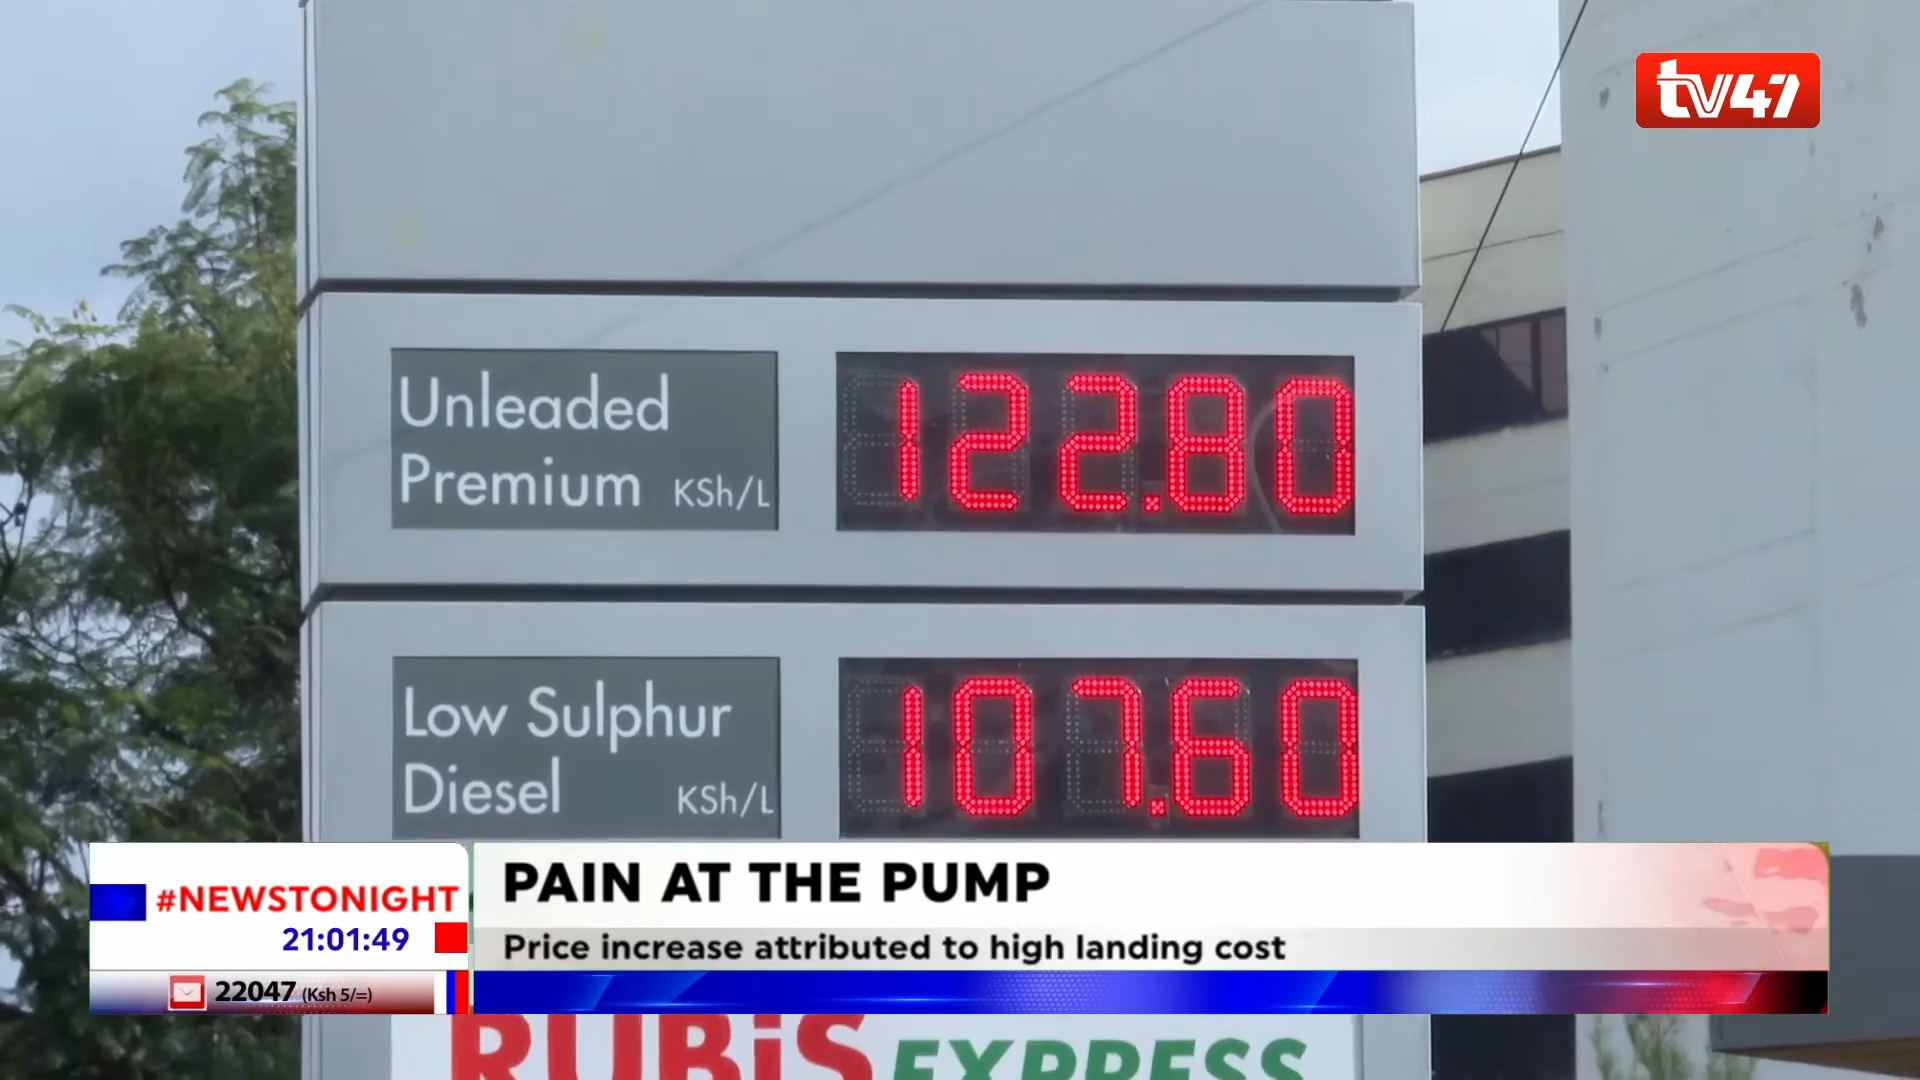 tv47
Unleaded
Premium KSh/L
122.80
Low Sulphur
Diesel KSh/L
107.60
#NEWSTONIGHT
21:01:49
22047 (Ksh 5/=)
PAIN AT THE PUMP
Price increase attributed to high landing cost
RUBiS EXPRESS